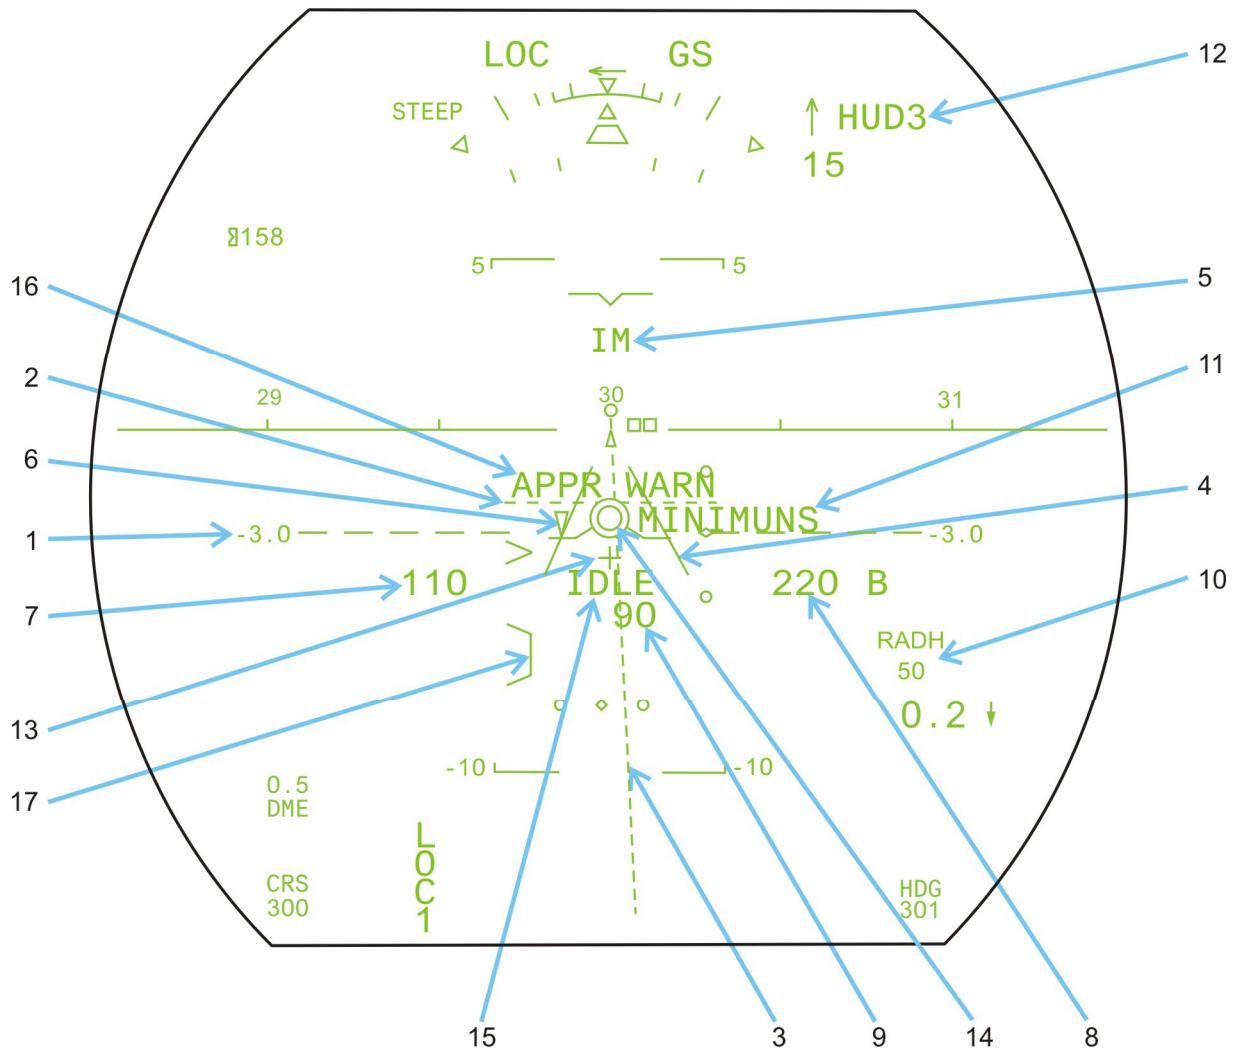 LOC GS
12
STEEP HUD3
15
158
5 5
16 5
IM
11
2
29 30 31
6
APPR WARN
4
MINIMUNS
1 -3.0 -3.0
10
7 110 IDLE 220 B
90
RADH
50
13 0.2
-10 -10
17
0.5
DME
L
O
C
1
CRS HDG
300 301
15 3 9 14 8